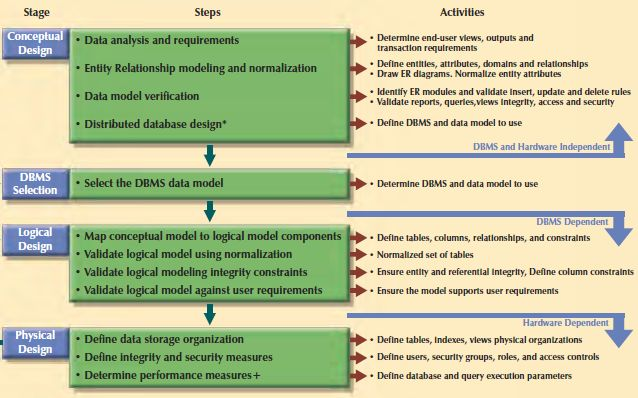 Stage Steps Activities
Conceptual
Design
• Data analysis and requirements
• Determine end-user views, outputs and
transaction requirements
• Entity Relationship modeling and normalization
• Define entities, attributes, domains and relationships
• Draw ER diagrams. Normalize entity attributes
• Data model verification
• Identify ER modules and validate insert, update and delete rules
• Validate reports, queries,views integrity, access and security
• Distributed database design*
• Define DBMS and data model to use
DBMS and Hardware Independent
DBMS
Selection
• Select the DBMS data model
• Determine DBMS and data model to use
DBMS Dependent
Logical
Design
• Map conceptual model to logical model components
• Define tables, columns, relationships, and constraints
• Validate logical model using normalization
• Normalized set of tables
• Validate logical modeling integrity constraints
• Ensure entity and referential integrity, Define column constraints
• Validate logical model against user requirements
• Ensure the model supports user requirements
Hardware Dependent
Physical
Design
• Define data storage organization
• Define tables, indexes, views physical organizations
• Define integrity and security measures
• Define users, security groups, roles, and access controls
• Determine performance measures+
• Define database and query execution parameters